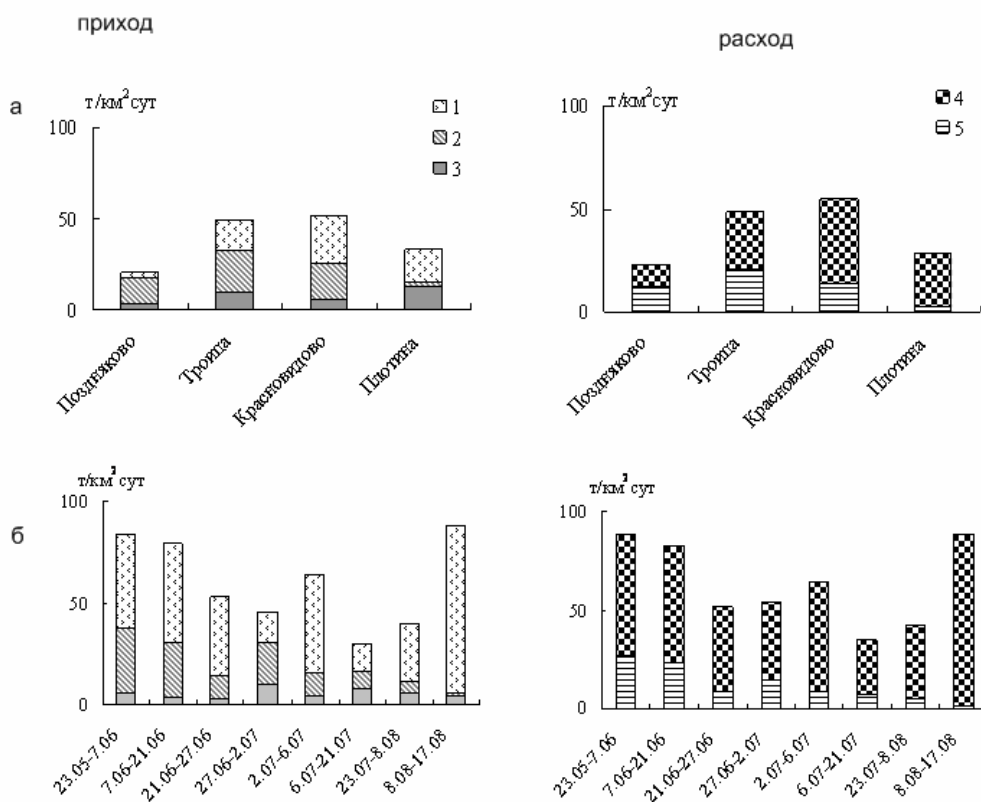 приход
расход
а
т/км²сут
1
2
3
100
50
0
Поздняково
Троица
Красновидово
Плотина
т/км²сут
4
5
100
50
0
Поздняково
Троица
Красновидово
Плотина
б
т/км²сут
100
50
0
23.05-7.06
7.06-21.06
21.06-27.06
27.06-2.07
2.07-6.07
6.07-21.07
23.07-8.08
8.08-17.08
т/км²сут
100
50
0
23.05-7.06
7.06-21.06
21.06-27.06
27.06-2.07
2.07-6.07
6.07-21.07
23.07-8.08
8.08-17.08